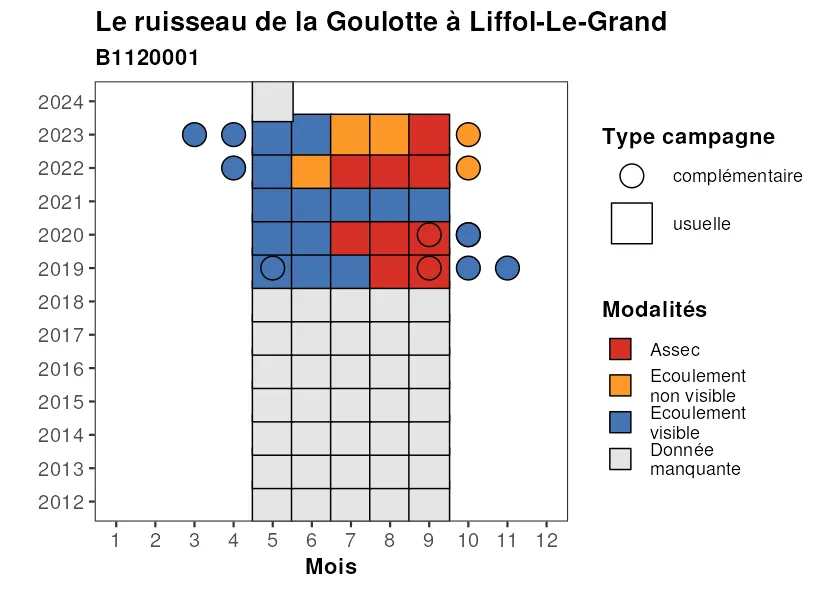 Le ruisseau de la Goulotte à Liffol-Le-Grand
B1120001
2024
2023
2022
2021
2020
2019
2018
2017
2016
2015
2014
2013
2012
1 2 3 4 5 6 7 8 9 10 11 12
Mois
Type campagne
complémentaire
usuelle
Modalités
Assec
Ecoulement
non visible
Ecoulement
visible
Donnée
manquante